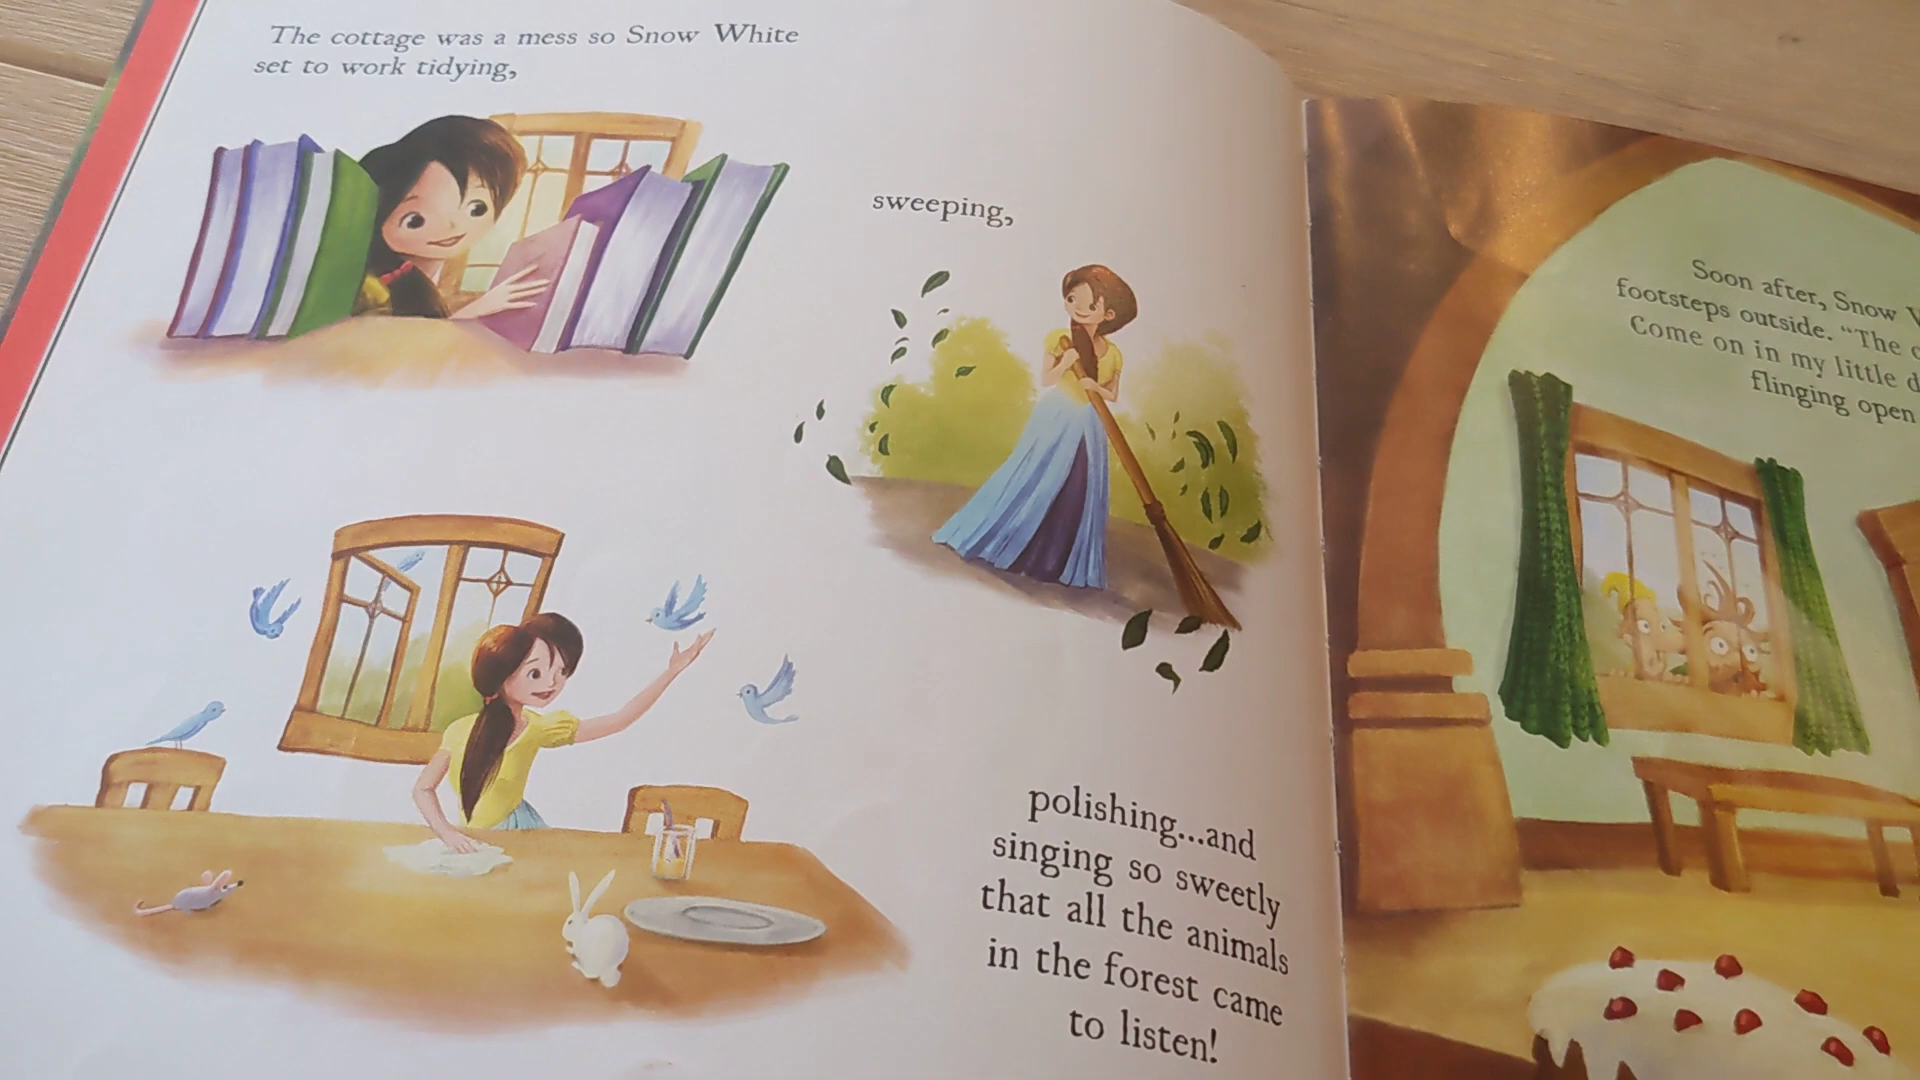 The cottage was a mess so Snow White
set to work tidying,
sweeping,
polishing...and
singing so sweetly
that all the animals
in the forest came
to listen!
Soon after, Snow
footsteps outside. “The
Come on in my little
flinging open